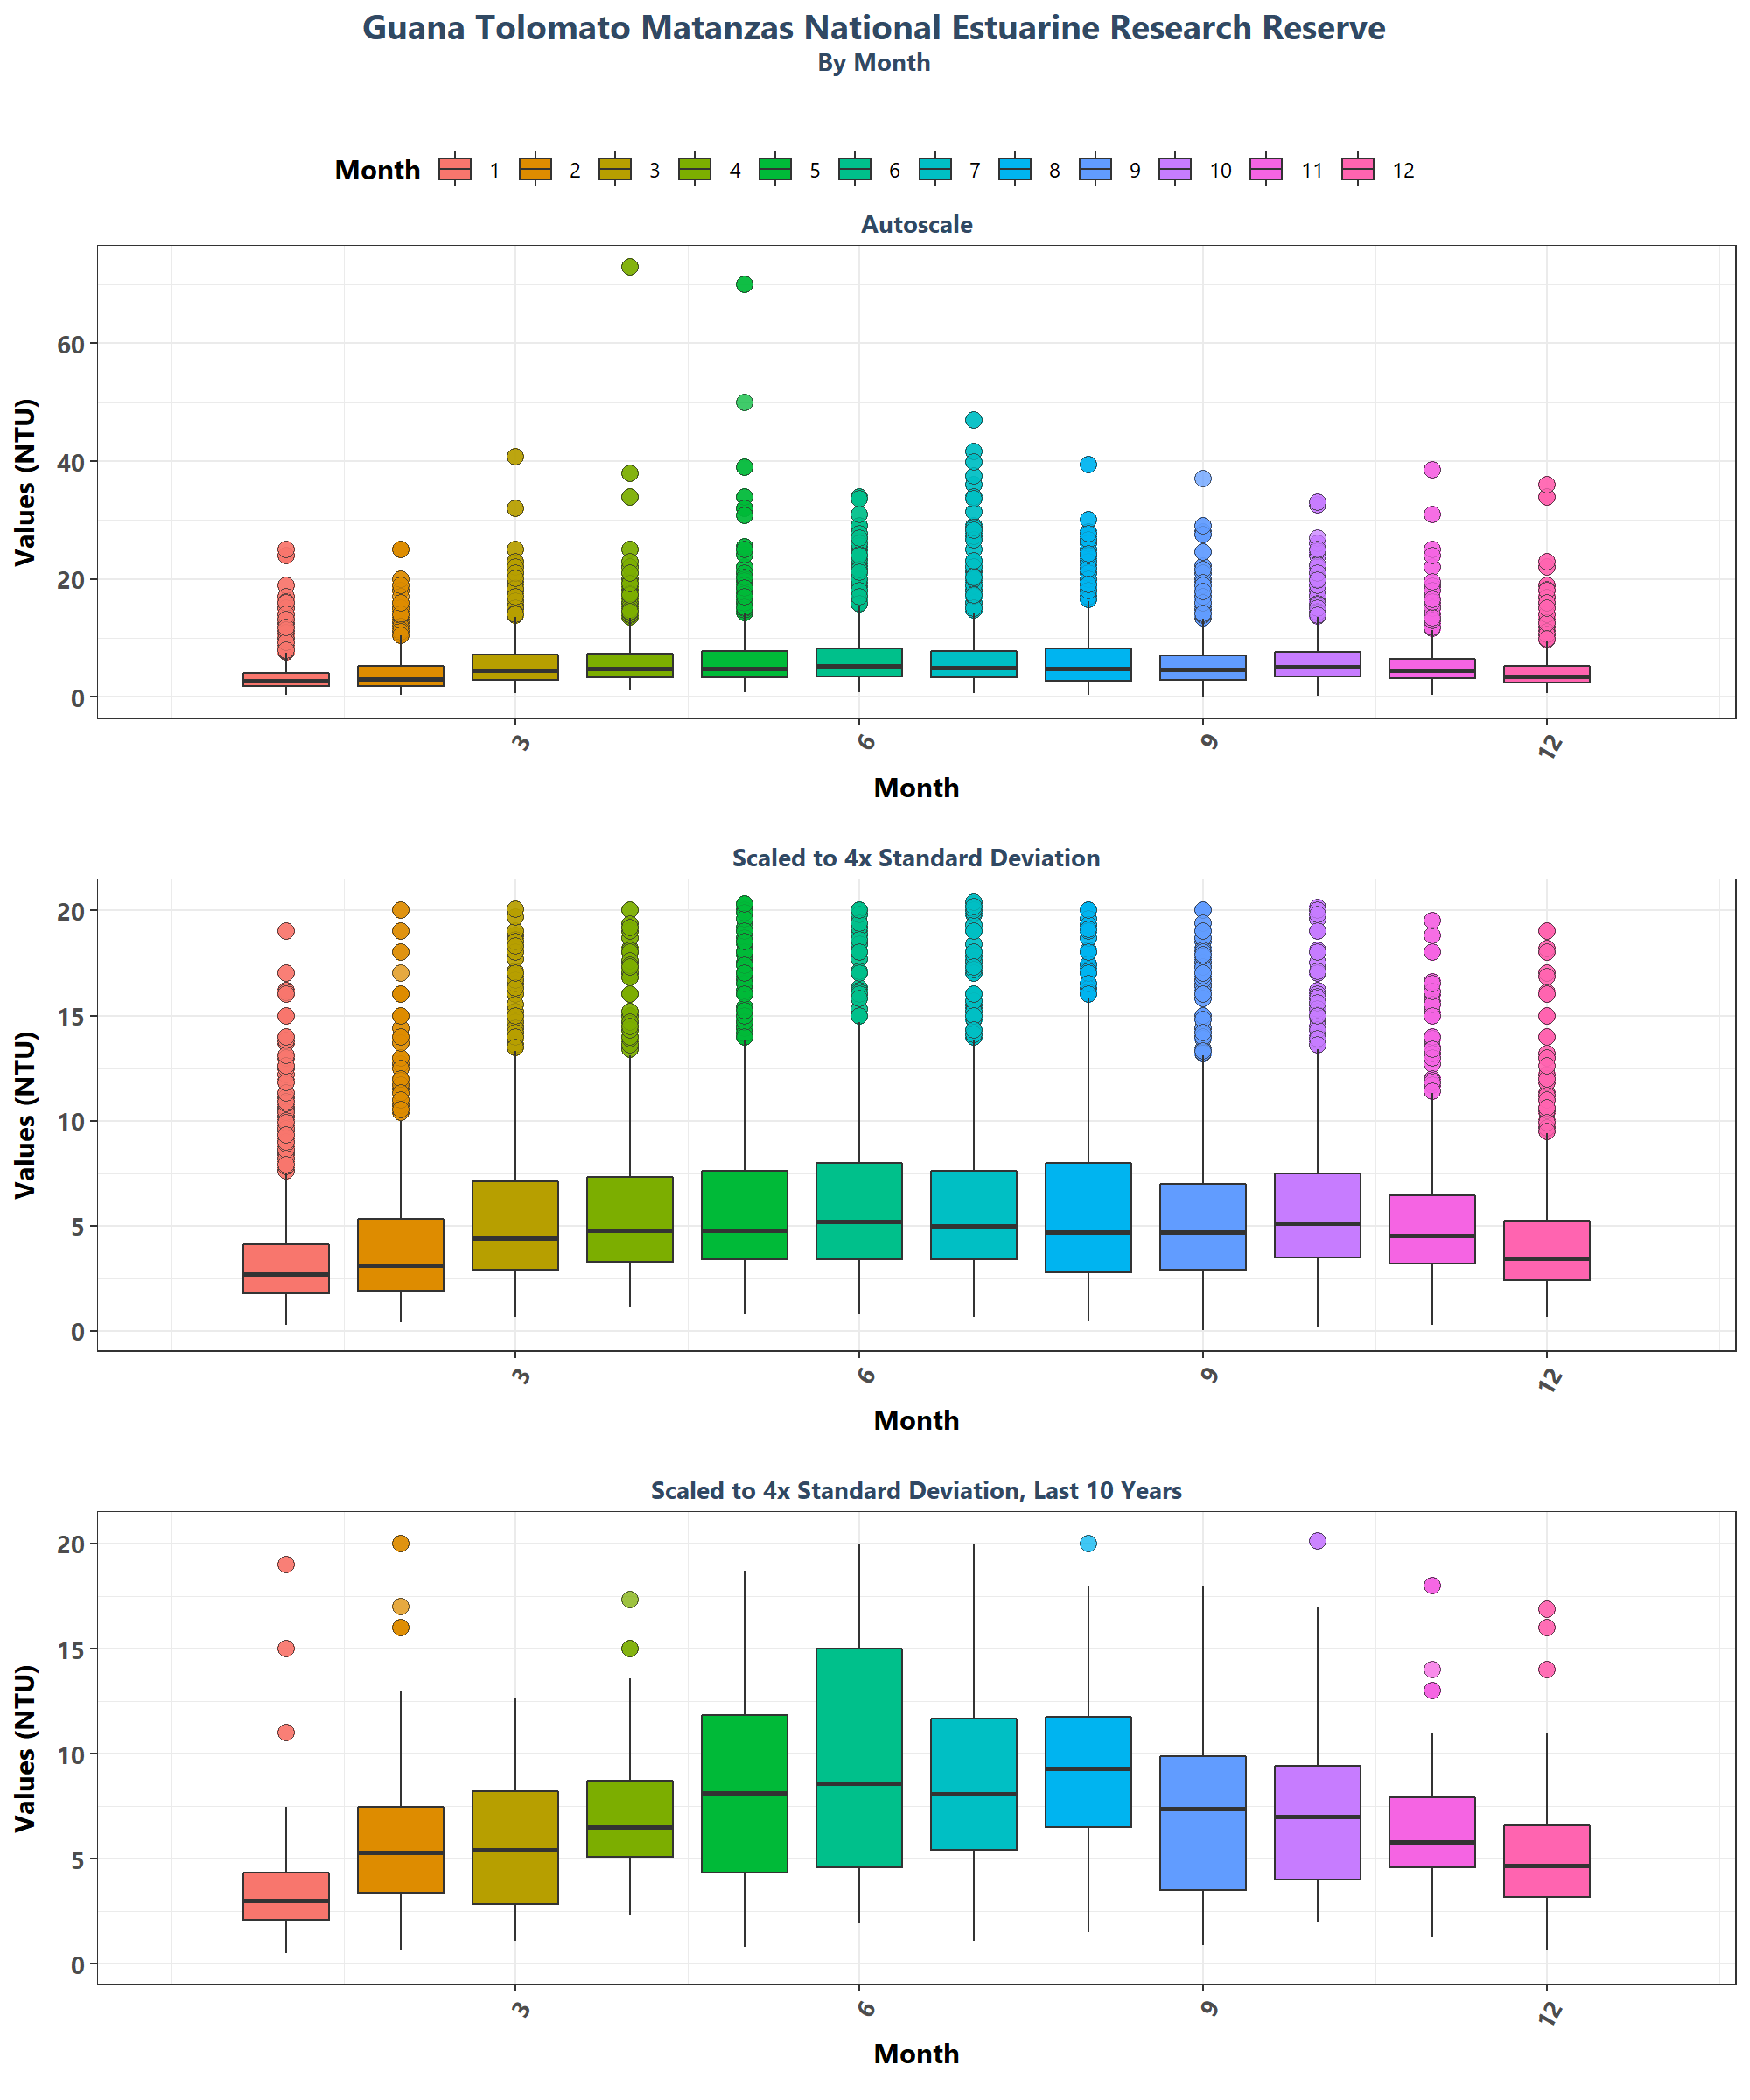 Guana Tolomato Matanzas National Estuarine Research Reserve
By Month
Month 1 2 3 4 5 6 7 8 9 10 11 12
Autoscale
Values (NTU)
60
40
20
0
3 6 9 12
Month
Scaled to 4x Standard Deviation
Values (NTU)
20
15
10
5
0
3 6 9 12
Month
Scaled to 4x Standard Deviation, Last 10 Years
Values (NTU)
20
15
10
5
0
3 6 9 12
Month